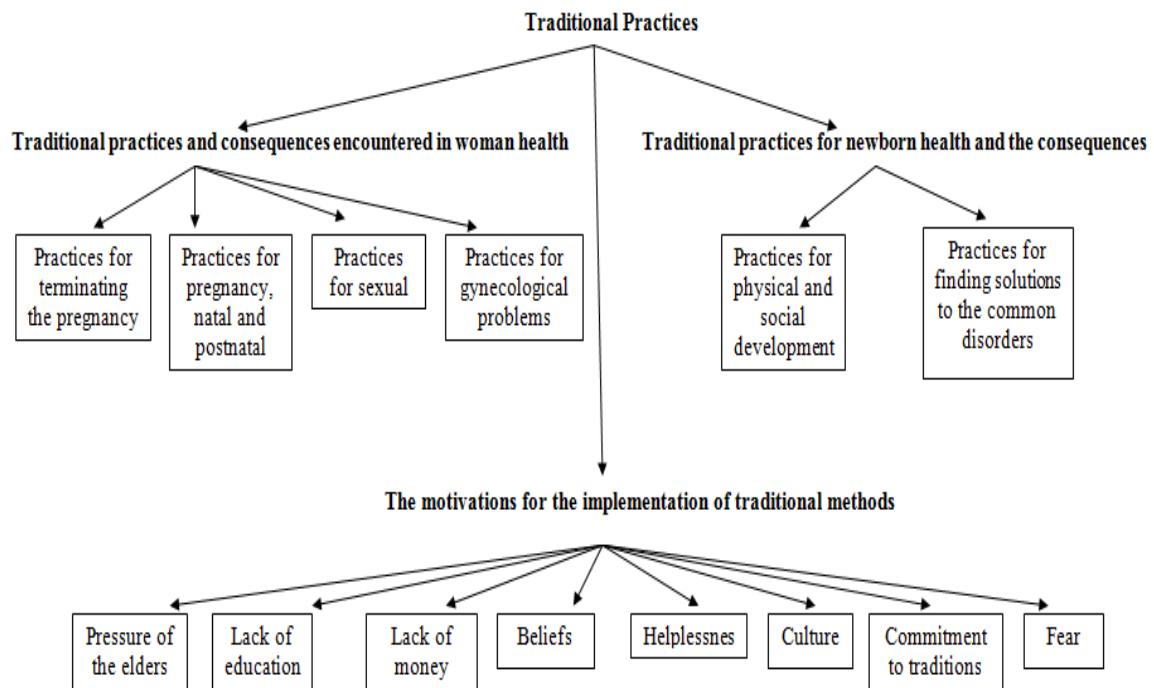 Traditional Practices
Traditional practices and consequences encountered in woman health
Traditional practices for newborn health and the consequences
Practices for
terminating
the pregnancy
Practices for
pregnancy,
natal and
postnatal
Practices
for sexual
Practices for
gynecological
problems
Practices for
physical and
social
development
Practices for
finding solutions
to the common
disorders
The motivations for the implementation of traditional methods
Pressure of
the elders
Lack of
education
Lack of
money
Beliefs
Helplessnes
Culture
Commitment
to traditions
Fear